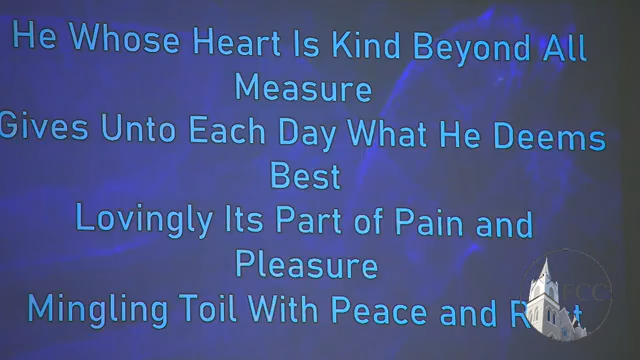 He Whose Heart Is Kind Beyond All
Measure
Gives Unto Each Day What He Deems
Best
Lovingly Its Part of Pain and
Pleasure
Mingling Toil With Peace and
FCC